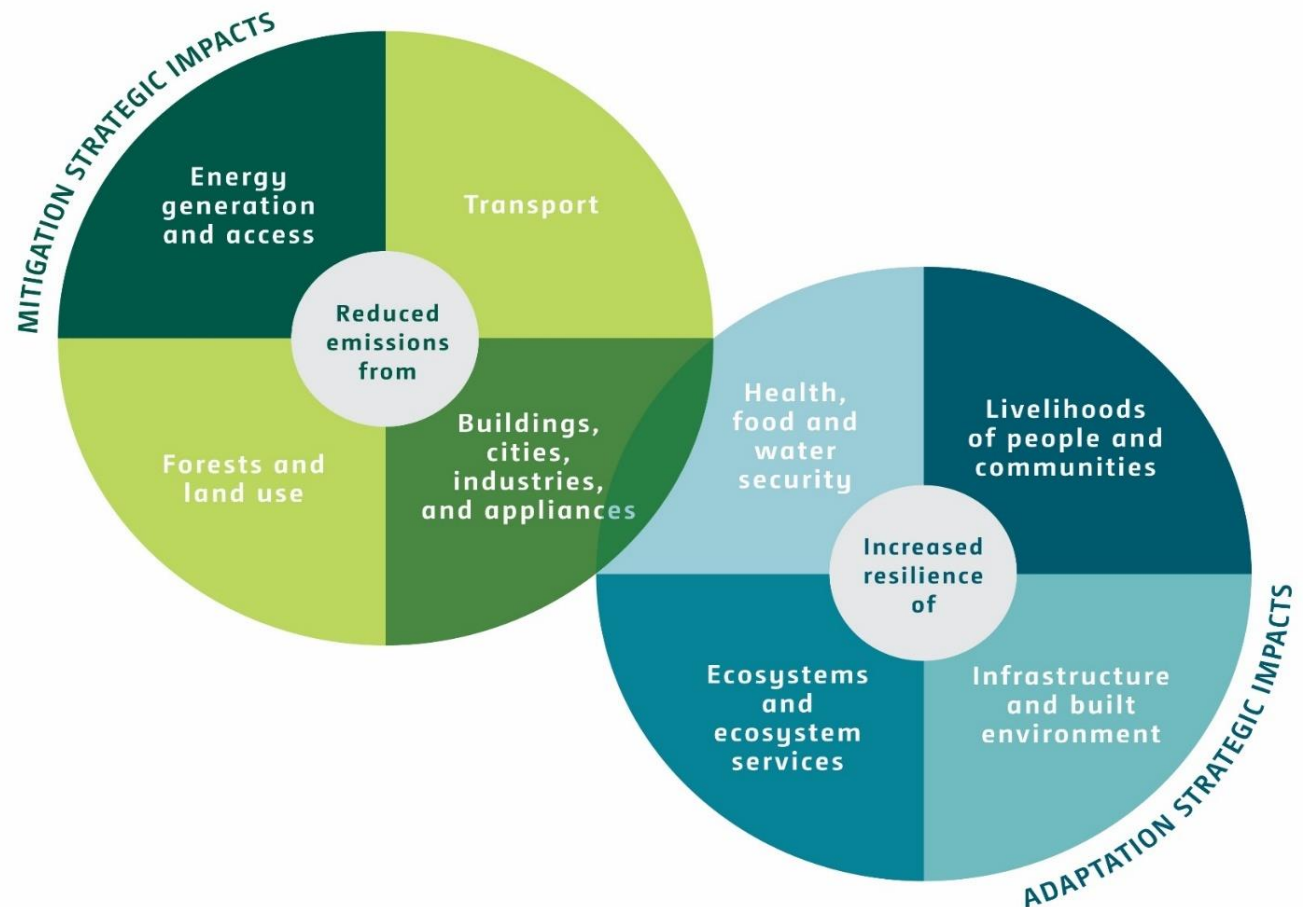 MITIGATION STRATEGIC IMPACTS
Energy
generation
and access
Transport
Reduced
emissions
from
Forests and
land use
Buildings,
cities,
industries,
and appliances
Health,
food and
water
security
Livelihoods
of people and
communities
Increased
resilience
of
Ecosystems
and
ecosystem
services
Infrastructure
and built
environment
ADAPTATION STRATEGIC IMPACTS